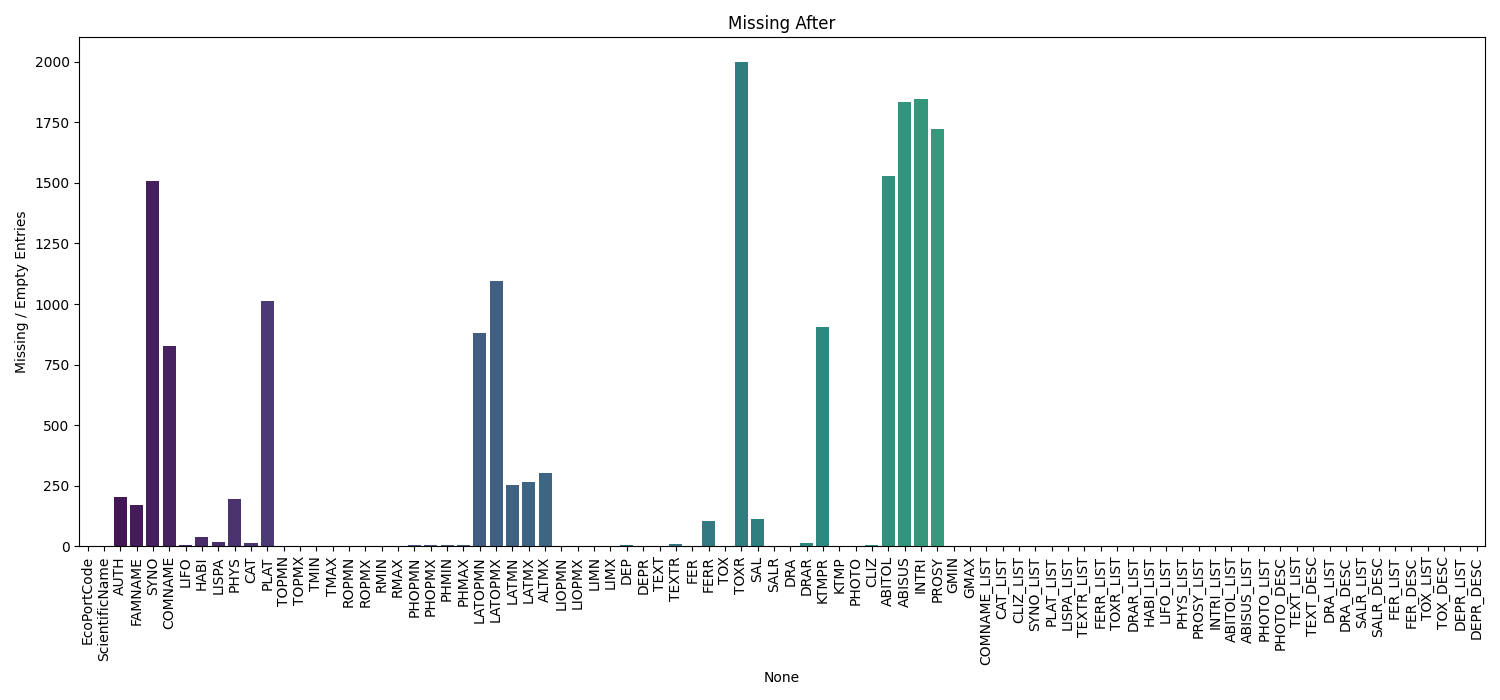 Missing After
Missing / Empty Entries
2000
1750
1500
1250
1000
750
500
250
0
EcoPortCode
ScientificName
AUTH
FAMNAME
SYNO
COMNAME
LIFO
HABI
LISPA
PHYS
CAT
PLAT
TOPMN
TOPMX
TMIN
TMAX
ROPMN
ROPMX
RMIN
RMAX
PHOPMN
PHOPMX
PHMIN
PHMAX
LATOPMN
LATOPMX
LATMN
LATMX
ALTMX
LIOPMN
LIOPMX
LIMN
LIMX
DEP
DEPR
TEXT
TEXTR
FER
FERR
TOX
TOXR
SAL
SALR
DRA
DRAR
KTMPR
KTMP
PHOTO
CLIZ
ABITOL
ABISUS
INTRI
PROSY
GMIN
GMAX
COMNAME_LIST
CAT_LIST
CLIZ_LIST
SYNO_LIST
PLAT_LIST
LISPA_LIST
TEXTR_LIST
FERR_LIST
TOXR_LIST
DRAR_LIST
HABI_LIST
LIFO_LIST
PHYS_LIST
PROSY_LIST
INTRI_LIST
ABITOL_LIST
ABISUS_LIST
PHOTO_LIST
PHOTO_DESC
TEXT_LIST
TEXT_DESC
DRA_LIST
DRA_DESC
SALR_LIST
SALR_DESC
FER_LIST
FER_DESC
TOX_LIST
TOX_DESC
DEPR_LIST
DEPR_DESC
None